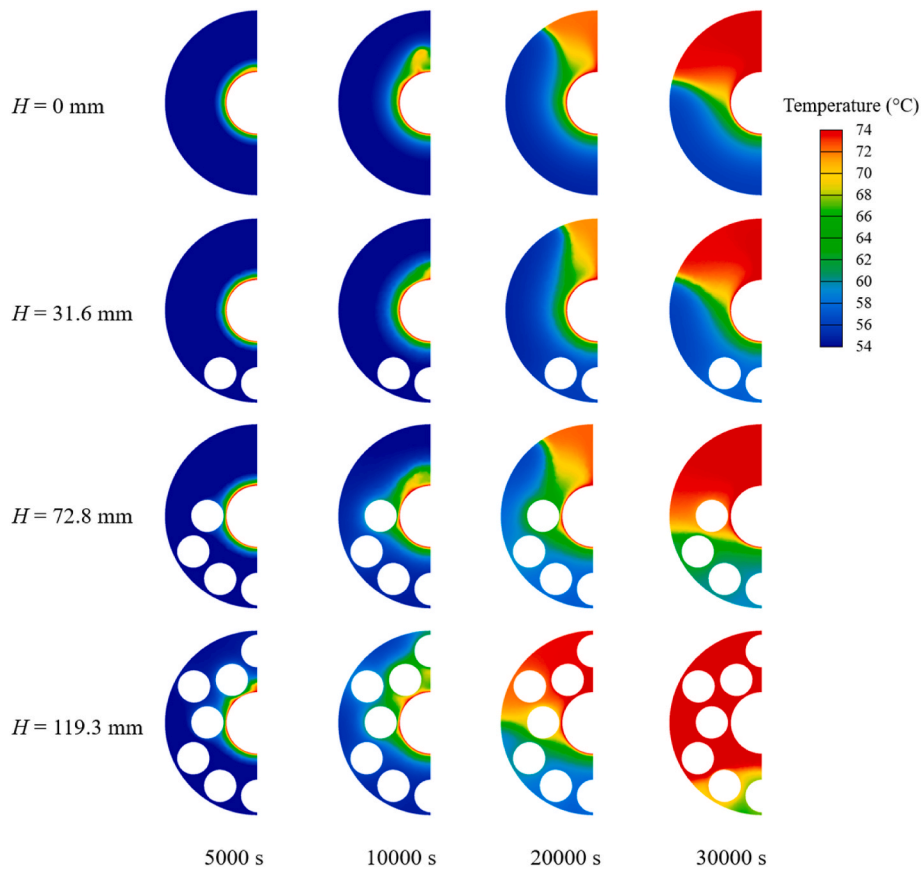 H = 0 mm
Temperature (°C)
74
72
70
68
66
64
62
60
58
56
54
H = 31.6 mm
H = 72.8 mm
H = 119.3 mm
5000 s
10000 s
20000 s
30000 s